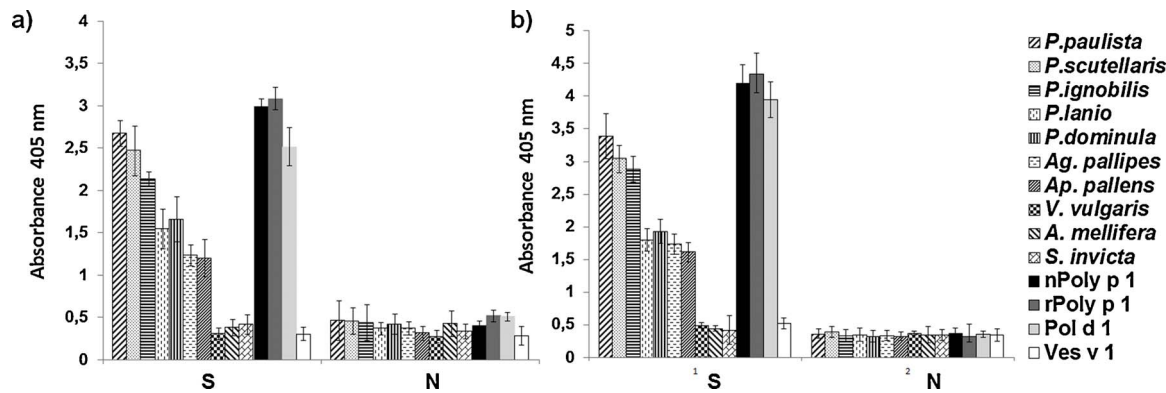 a)
Absorbance 405 nm
4
3,5
3
2,5
2
1,5
1
0,5
0
S
N
b)
Absorbance 405 nm
5
4,5
4
3,5
3
2,5
2
1,5
1
0,5
0
1 S
2 N
P.paulista
P.scutellaris
P.ignobilis
P.lanio
P.dominula
Ag. pallipes
Ap. pallens
V. vulgaris
A. mellifera
S. invicta
nPoly p 1
rPoly p 1
Pol d 1
Ves v 1